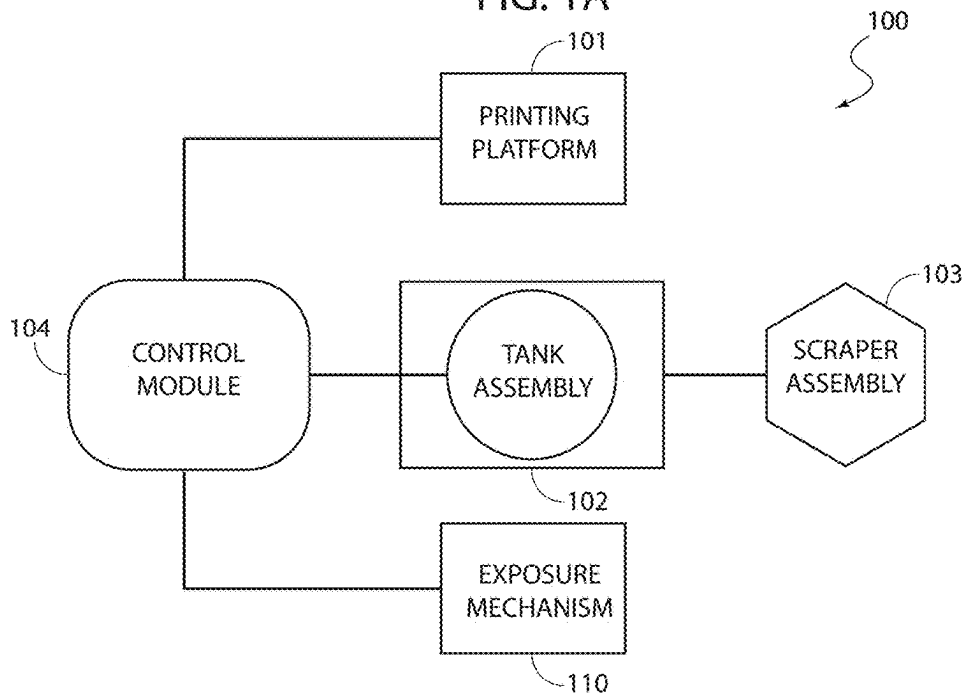 FIG. 1A
100
101
PRINTING
PLATFORM
103
104
CONTROL
MODULE
TANK
ASSEMBLY
SCRAPER
ASSEMBLY
102
EXPOSURE
MECHANISM
110